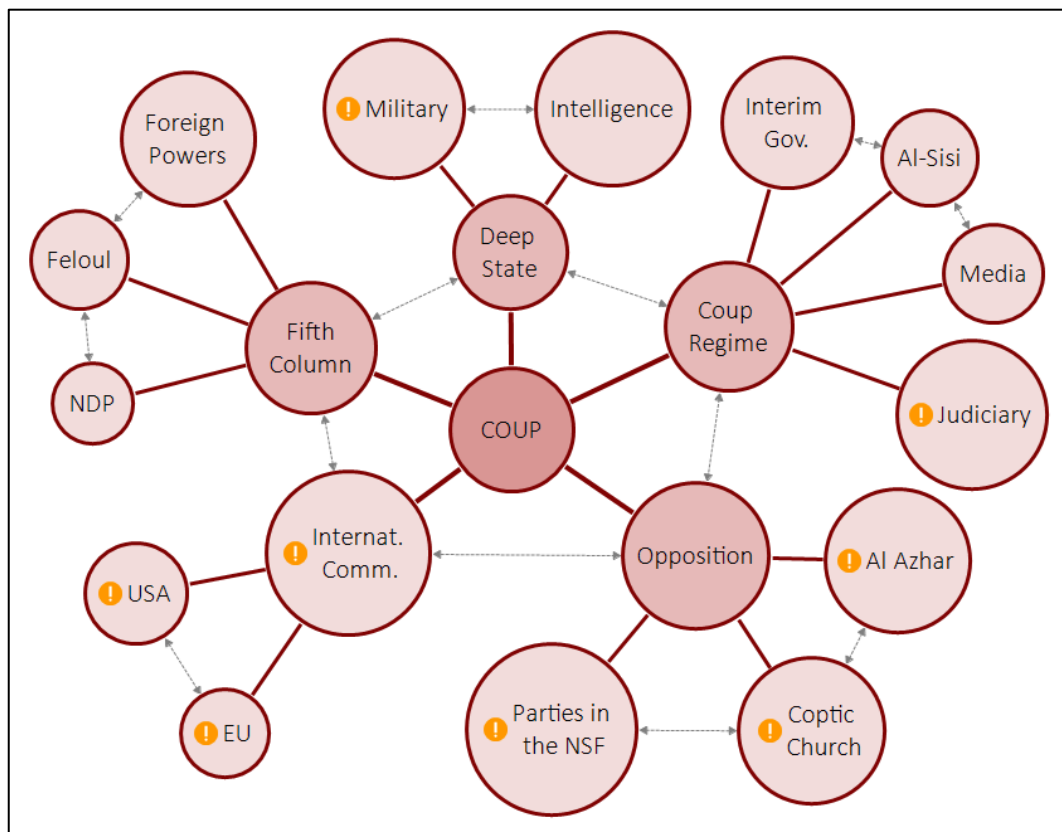 Military
Intelligence
Interim
Gov.
Al-Sisi
Foreign
Powers
Feloul
Deep
State
Media
Fifth
Column
Coup
Regime
NDP
COUP
! Judiciary
! Internat.
Comm.
Opposition
! Al Azhar
! USA
! EU
! Parties in
the NSF
! Coptic
Church